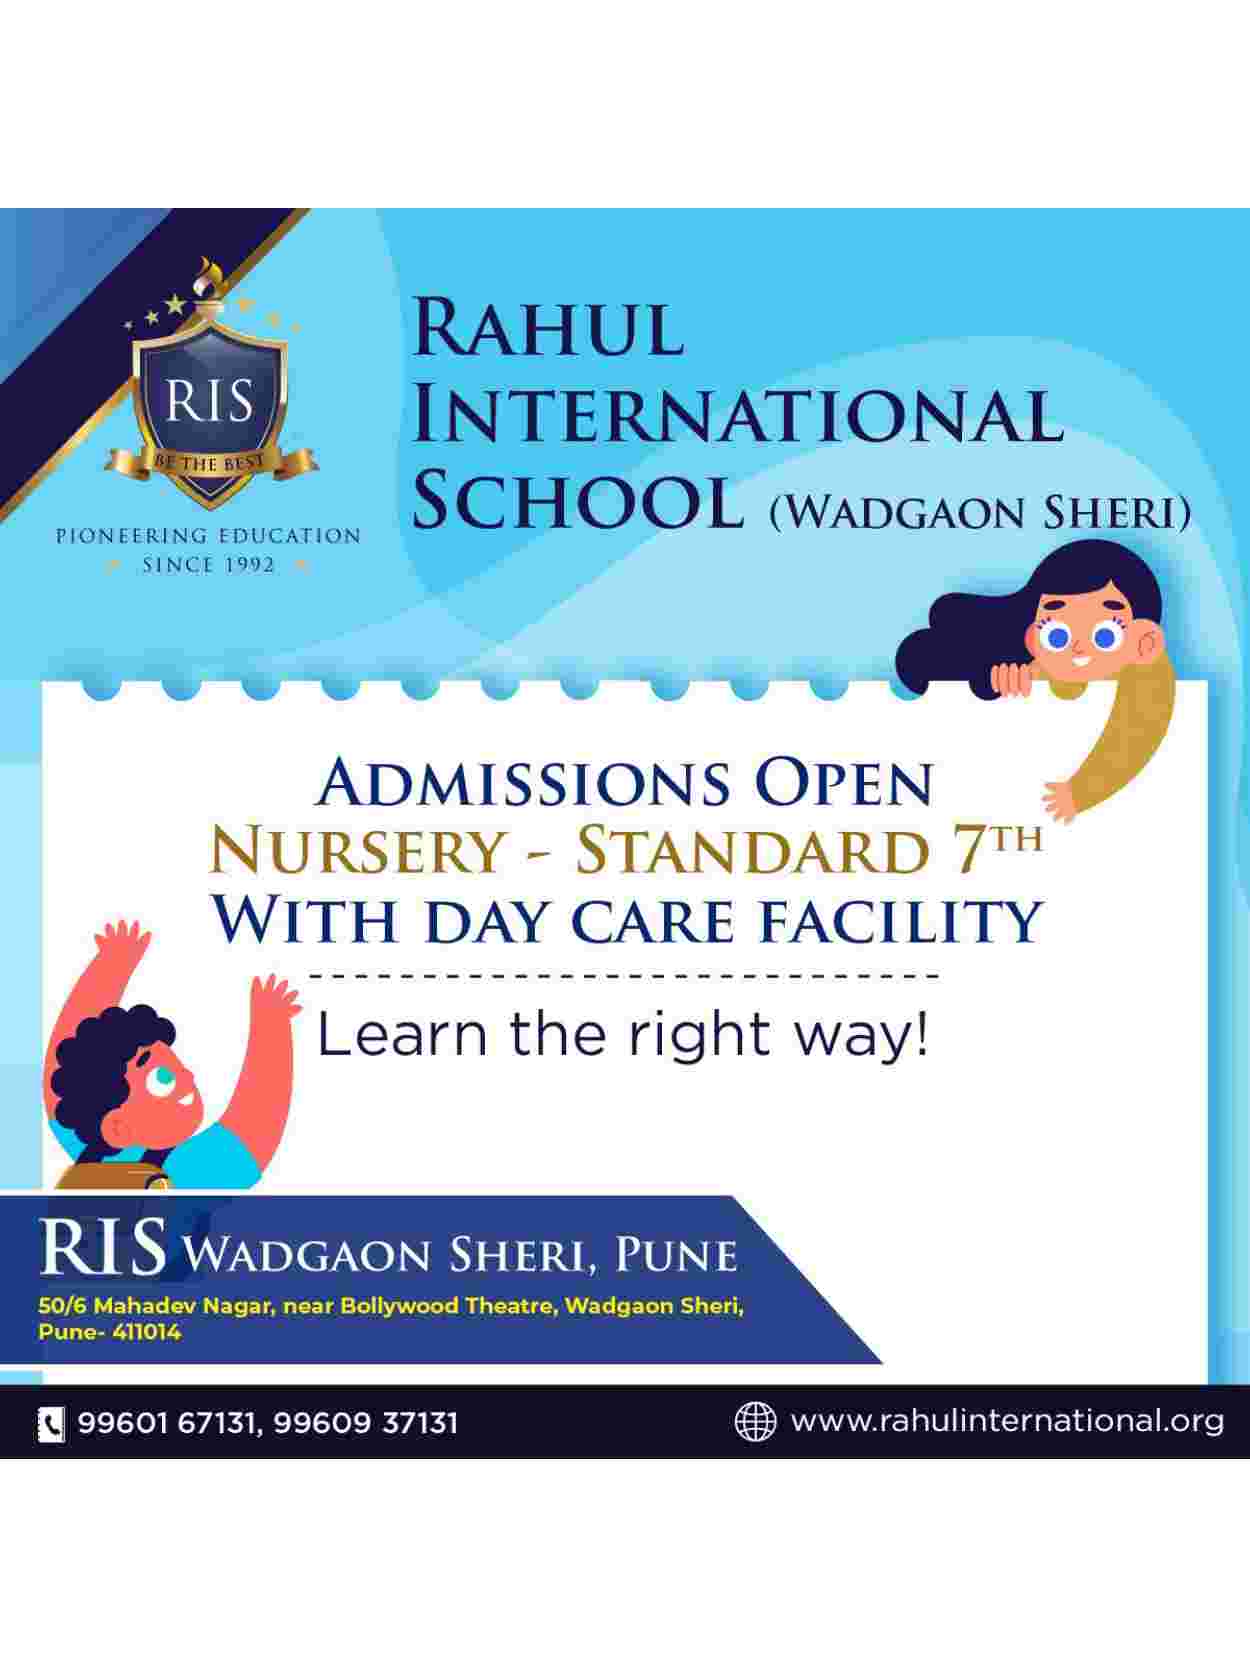 RIS
BE THE BEST
PIONEERING EDUCATION
SINCE 1992
RAHUL
INTERNATIONAL
SCHOOL (WADGAON SHERI)
ADMISSIONS OPEN
NURSERY - STANDARD 7TH
WITH DAY CARE FACILITY
Learn the right way!
RIS WADGAON SHERI, PUNE
50/6 Mahadev Nagar, near Bollywood Theatre, Wadgaon Sheri,
Pune- 411014
99601 67131, 99609 37131
www.rahulinternational.org